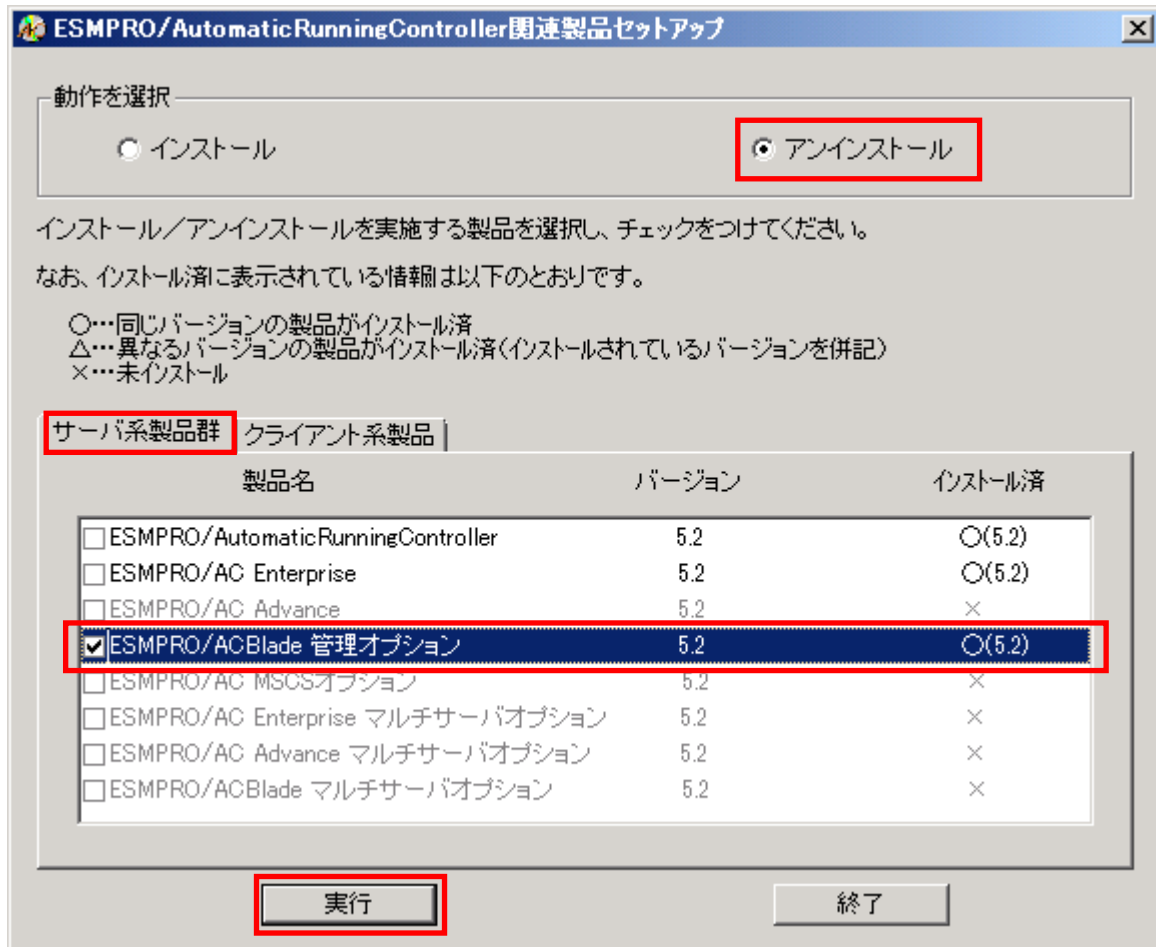 ESMPRO/AutomaticRunningController関連製品セットアップ
動作を選択
インストール アンインストール
インストール／アンインストールを実施する製品を選択し、チェックをつけてください。
なお、インストール済に表示されている情報は以下のとおりです。
○…同じバージョンの製品がインストール済
△…異なるバージョンの製品がインストール済（インストールされているバージョンを併記）
×…未インストール
サーバ系製品群 クライアント系製品
製品名 バージョン インストール済
ESMPRO/AutomaticRunningController 5.2 ○(5.2)
ESMPRO/AC Enterprise 5.2 ○(5.2)
ESMPRO/AC Advance 5.2 ×
ESMPRO/ACBlade 管理オプション 5.2 ○(5.2)
ESMPRO/AC MSCSオプション 5.2 ×
ESMPRO/AC Enterprise マルチサーバオプション 5.2 ×
ESMPRO/AC Advance マルチサーバオプション 5.2 ×
ESMPRO/ACBlade マルチサーバオプション 5.2 ×
実行 終了